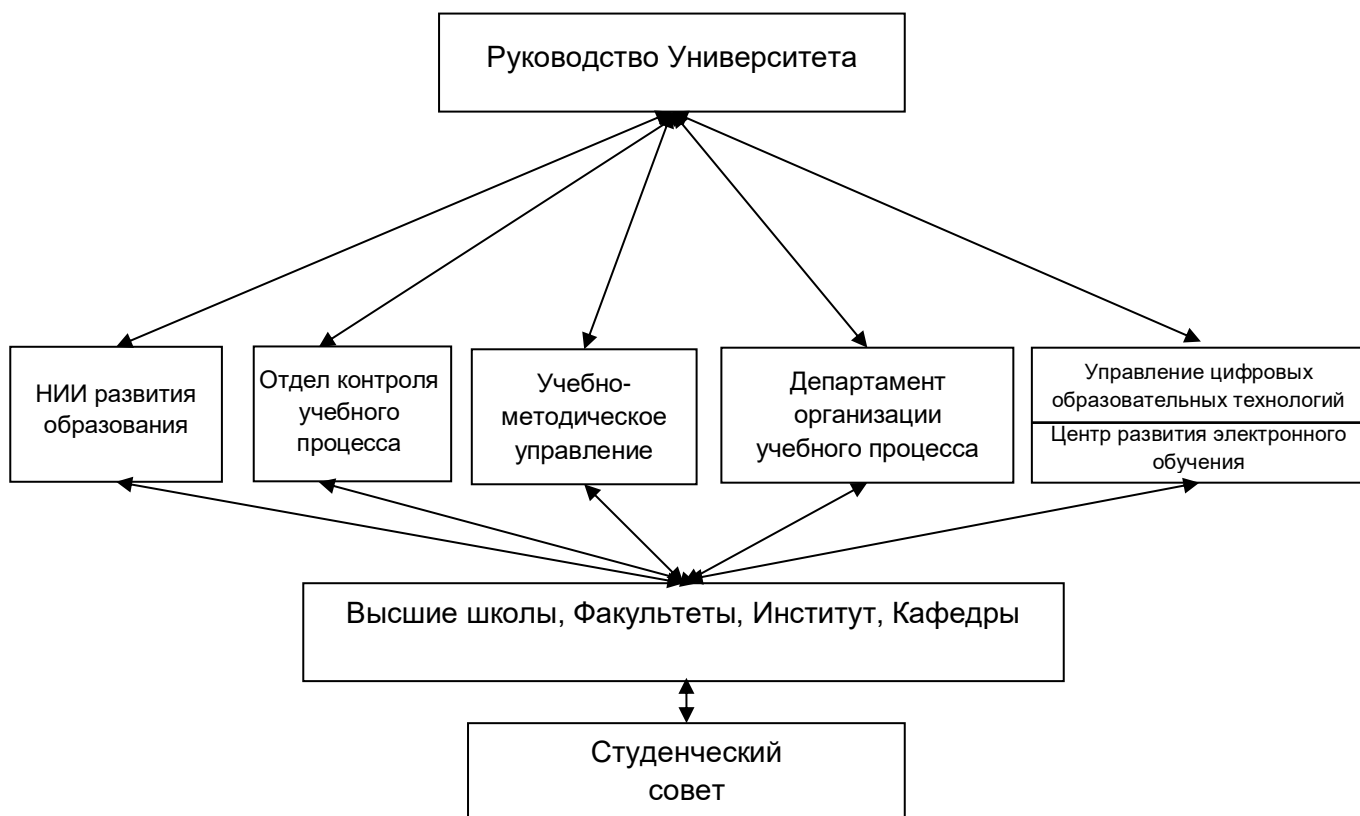 Руководство Университета
НИИ развития
образования
Отдел контроля
учебного
процесса
Учебно-
методическое
управление
Департамент
организации
учебного процесса
Управление цифровых
образовательных технологий
Центр развития электронного
обучения
Высшие школы, Факультеты, Институт, Кафедры
Студенческий
совет